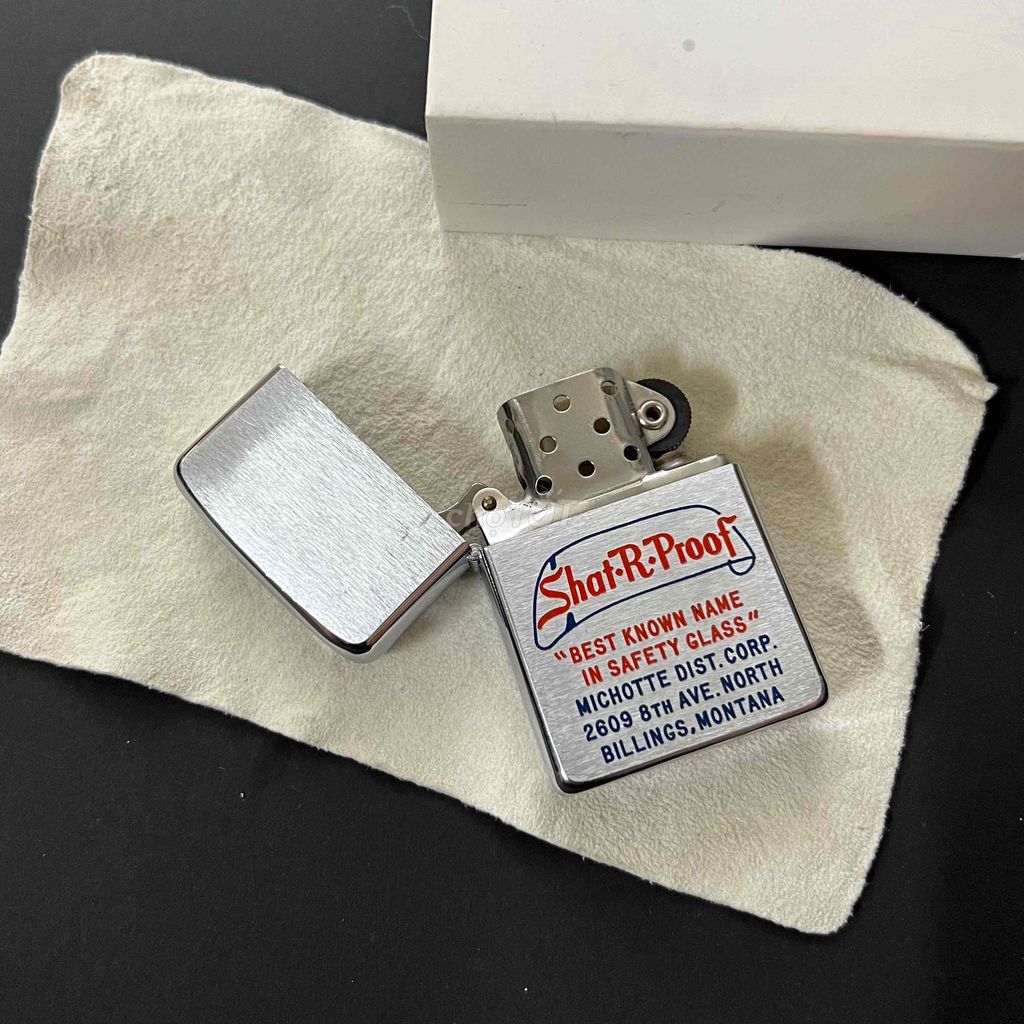 Shat·R·Proof
"BEST KNOWN NAME
IN SAFETY GLASS"
MICHOTTE DIST. CORP.
2609 8TH AVE. NORTH
BILLINGS, MONTANA